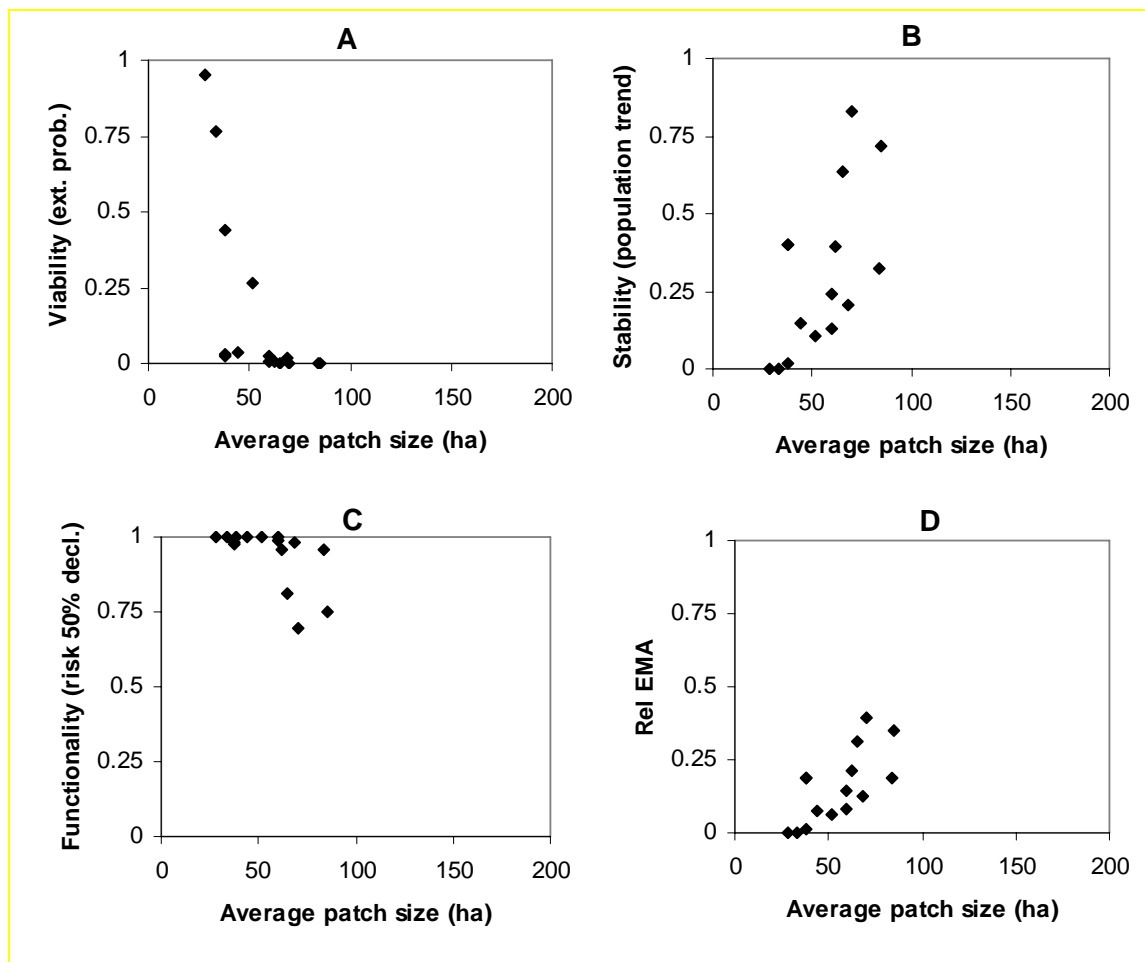 A
1
0.75
0.5
0.25
0
0 50 100 150 200
Viability (ext. prob.)
Average patch size (ha)
B
1
0.75
0.5
0.25
0
0 50 100 150 200
Stability (population trend)
Average patch size (ha)
C
1
0.75
0.5
0.25
0
0 50 100 150 200
Functionality (risk 50% decl.)
Average patch size (ha)
D
1
0.75
0.5
0.25
0
0 50 100 150 200
Rel EMA
Average patch size (ha)